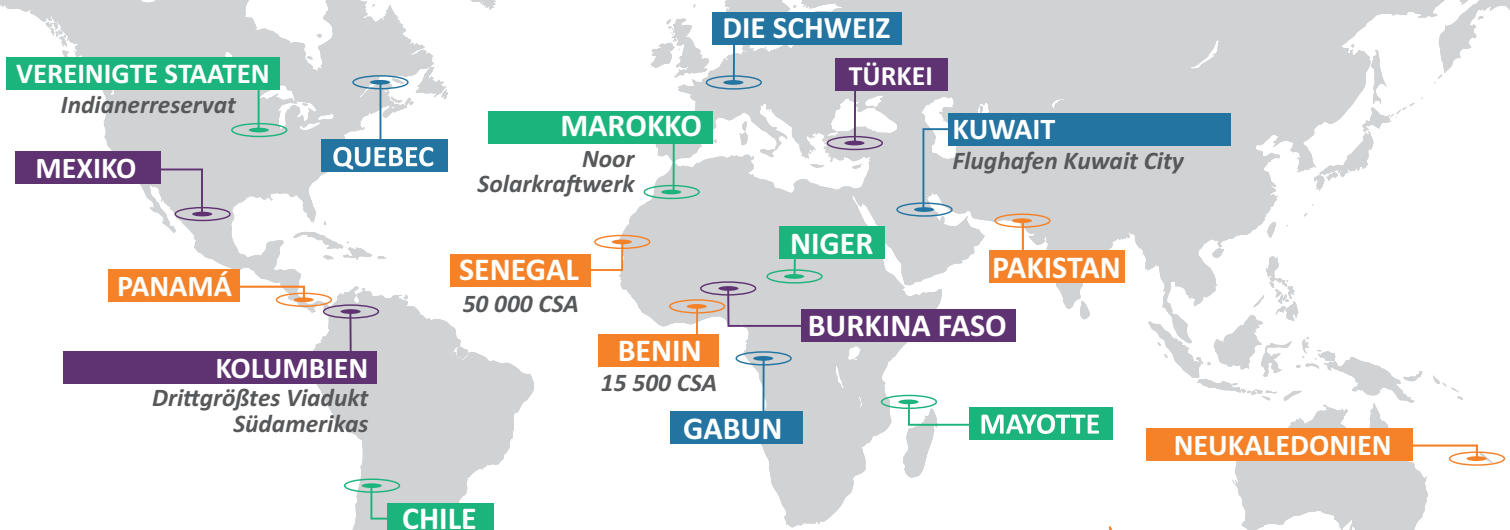 DIE SCHWEIZ
VEREINIGTE STAATEN
Indianerreservat
TÜRKEI
MAROKKO
Noor
Solarkraftwerk
KUWAIT
Flughafen Kuwait City
QUEBEC
MEXIKO
NIGER
SENEGAL
50 000 CSA
PAKISTAN
PANAMÁ
BURKINA FASO
BENIN
15 500 CSA
KOLUMBIEN
Drittgrößtes Viadukt
Südamerikas
GABUN
MAYOTTE
NEUKALEDONIEN
CHILE